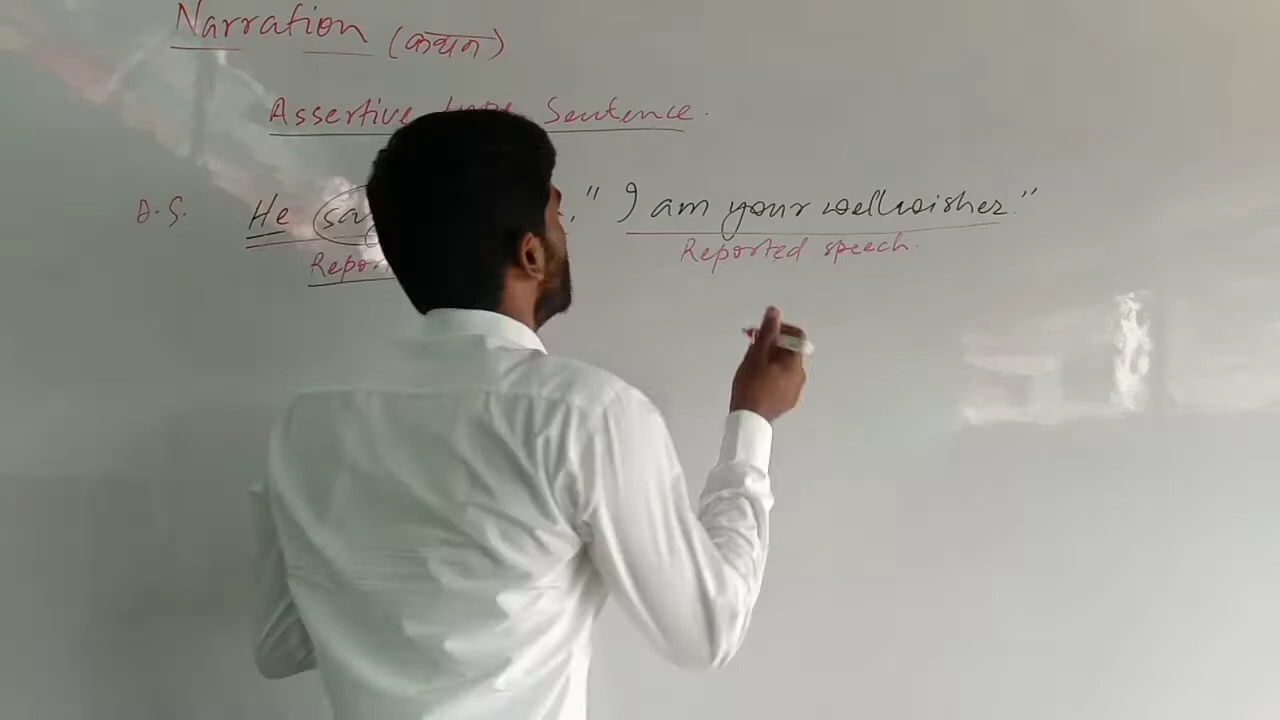 Narration (कथन)
Assertive Sentence.
D.S. He " I am your wellwisher."
Reported speech.